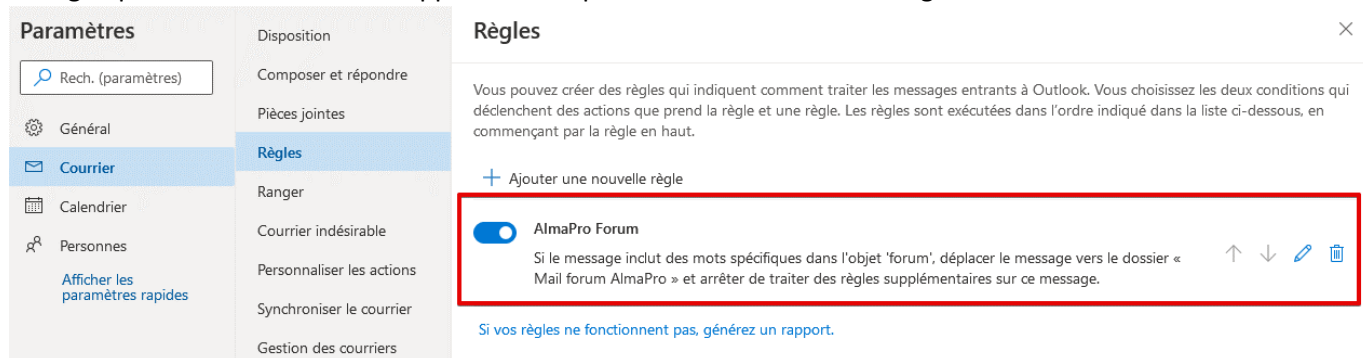 Paramètres
Rech. (paramètres)
Général
Courrier
Calendrier
Personnes
Afficher les
paramètres rapides
Disposition
Composer et répondre
Pièces jointes
Règles
Ranger
Courrier indésirable
Personnaliser les actions
Synchroniser le courrier
Gestion des courriers
Règles
Vous pouvez créer des règles qui indiquent comment traiter les messages entrants à Outlook. Vous choisissez les deux conditions qui
déclenchent des actions que prend la règle et une règle. Les règles sont exécutées dans l'ordre indiqué dans la liste ci-dessous, en
commençant par la règle en haut.
Ajouter une nouvelle règle
AlmaPro Forum
Si le message inclut des mots spécifiques dans l'objet 'forum', déplacer le message vers le dossier «
Mail forum AlmaPro » et arrêter de traiter des règles supplémentaires sur ce message.
Si vos règles ne fonctionnent pas, générez un rapport.